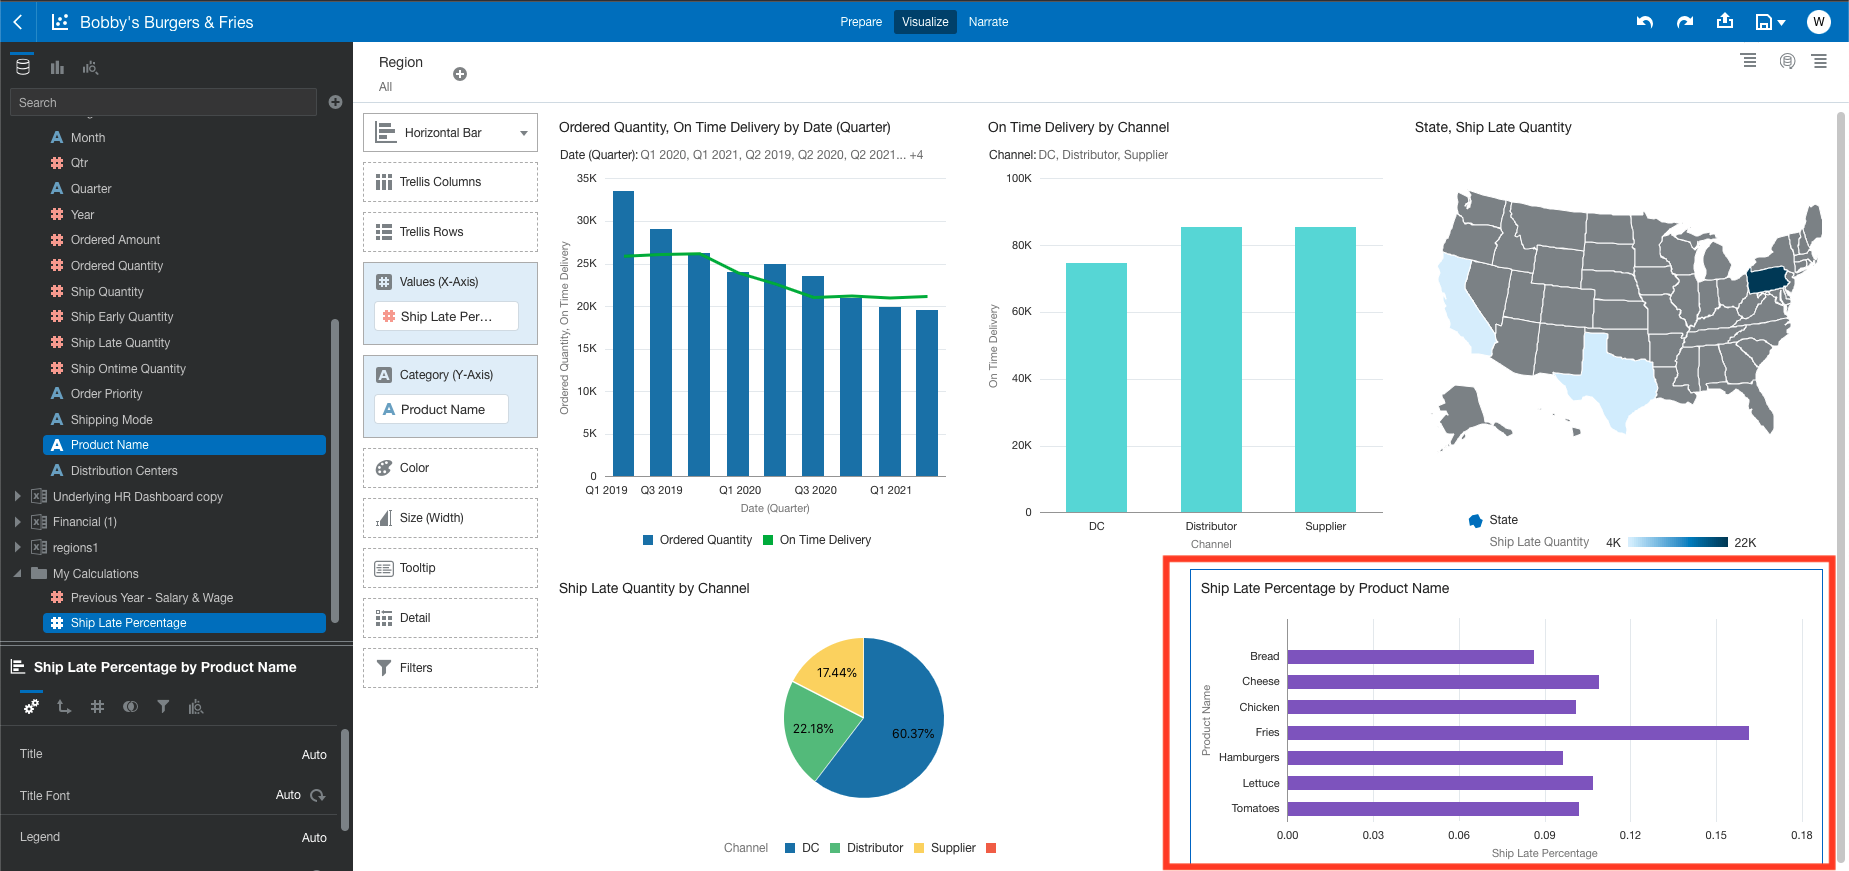 Bobby's Burgers & Fries
Prepare
Visualize
Narrate
W
Search
Month
Qtr
Quarter
Year
Ordered Amount
Ordered Quantity
Ship Quantity
Ship Early Quantity
Ship Late Quantity
Ship Ontime Quantity
Order Priority
Shipping Mode
Product Name
Distribution Centers
Underlying HR Dashboard copy
Financial (1)
regions1
My Calculations
Previous Year - Salary & Wage
Ship Late Percentage
Ship Late Percentage by Product Name
Title Auto
Title Font Auto
Legend Auto
Region
All
Horizontal Bar
Trellis Columns
Trellis Rows
Values (X-Axis)
Ship Late Per...
Category (Y-Axis)
Product Name
Color
Size (Width)
Tooltip
Detail
Filters
Ordered Quantity, On Time Delivery by Date (Quarter)
Date (Quarter): Q1 2020, Q1 2021, Q2 2019, Q2 2020, Q2 2021... +4
Ordered Quantity, On Time Delivery
35K
30K
25K
20K
15K
10K
5K
0
Q1 2019 Q3 2019 Q1 2020 Q3 2020 Q1 2021
Date (Quarter)
Ordered Quantity On Time Delivery
On Time Delivery by Channel
Channel: DC, Distributor, Supplier
On Time Delivery
100K
80K
60K
40K
20K
0
DC Distributor Supplier
Channel
State, Ship Late Quantity
State
Ship Late Quantity 4K 22K
Ship Late Quantity by Channel
17.44%
22.18%
60.37%
Channel DC Distributor Supplier
Ship Late Percentage by Product Name
Product Name
Bread
Cheese
Chicken
Fries
Hamburgers
Lettuce
Tomatoes
0.00 0.03 0.06 0.09 0.12 0.15 0.18
Ship Late Percentage